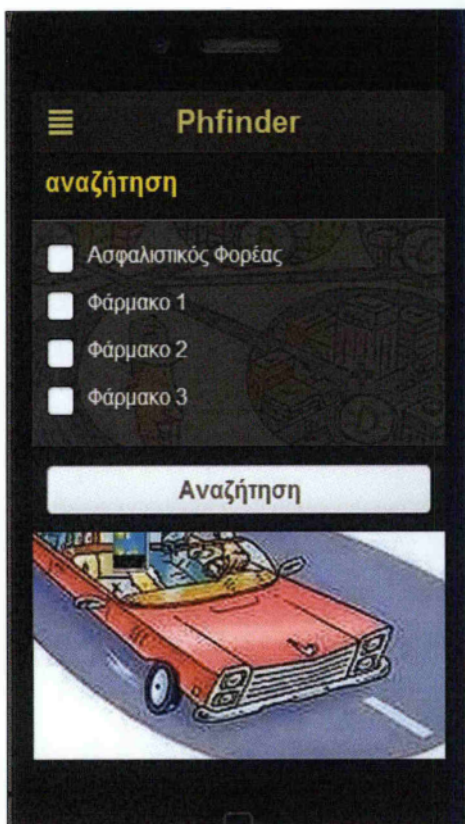 Phfinder
αναζήτηση
Ασφαλιστικός Φορέας
Φάρμακο 1
Φάρμακο 2
Φάρμακο 3
Αναζήτηση